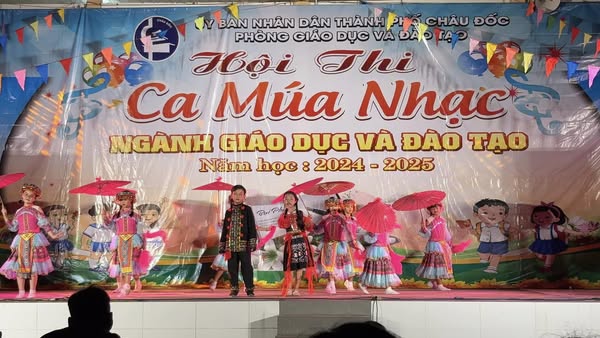 ỦY BAN NHÂN DÂN THÀNH PHỐ CHÂU ĐỐC
PHÒNG GIÁO DỤC VÀ ĐÀO TẠO
Hội Thi
Ca Múa Nhạc
NGÀNH GIÁO DỤC VÀ ĐÀO TẠO
Năm học : 2024 - 2025